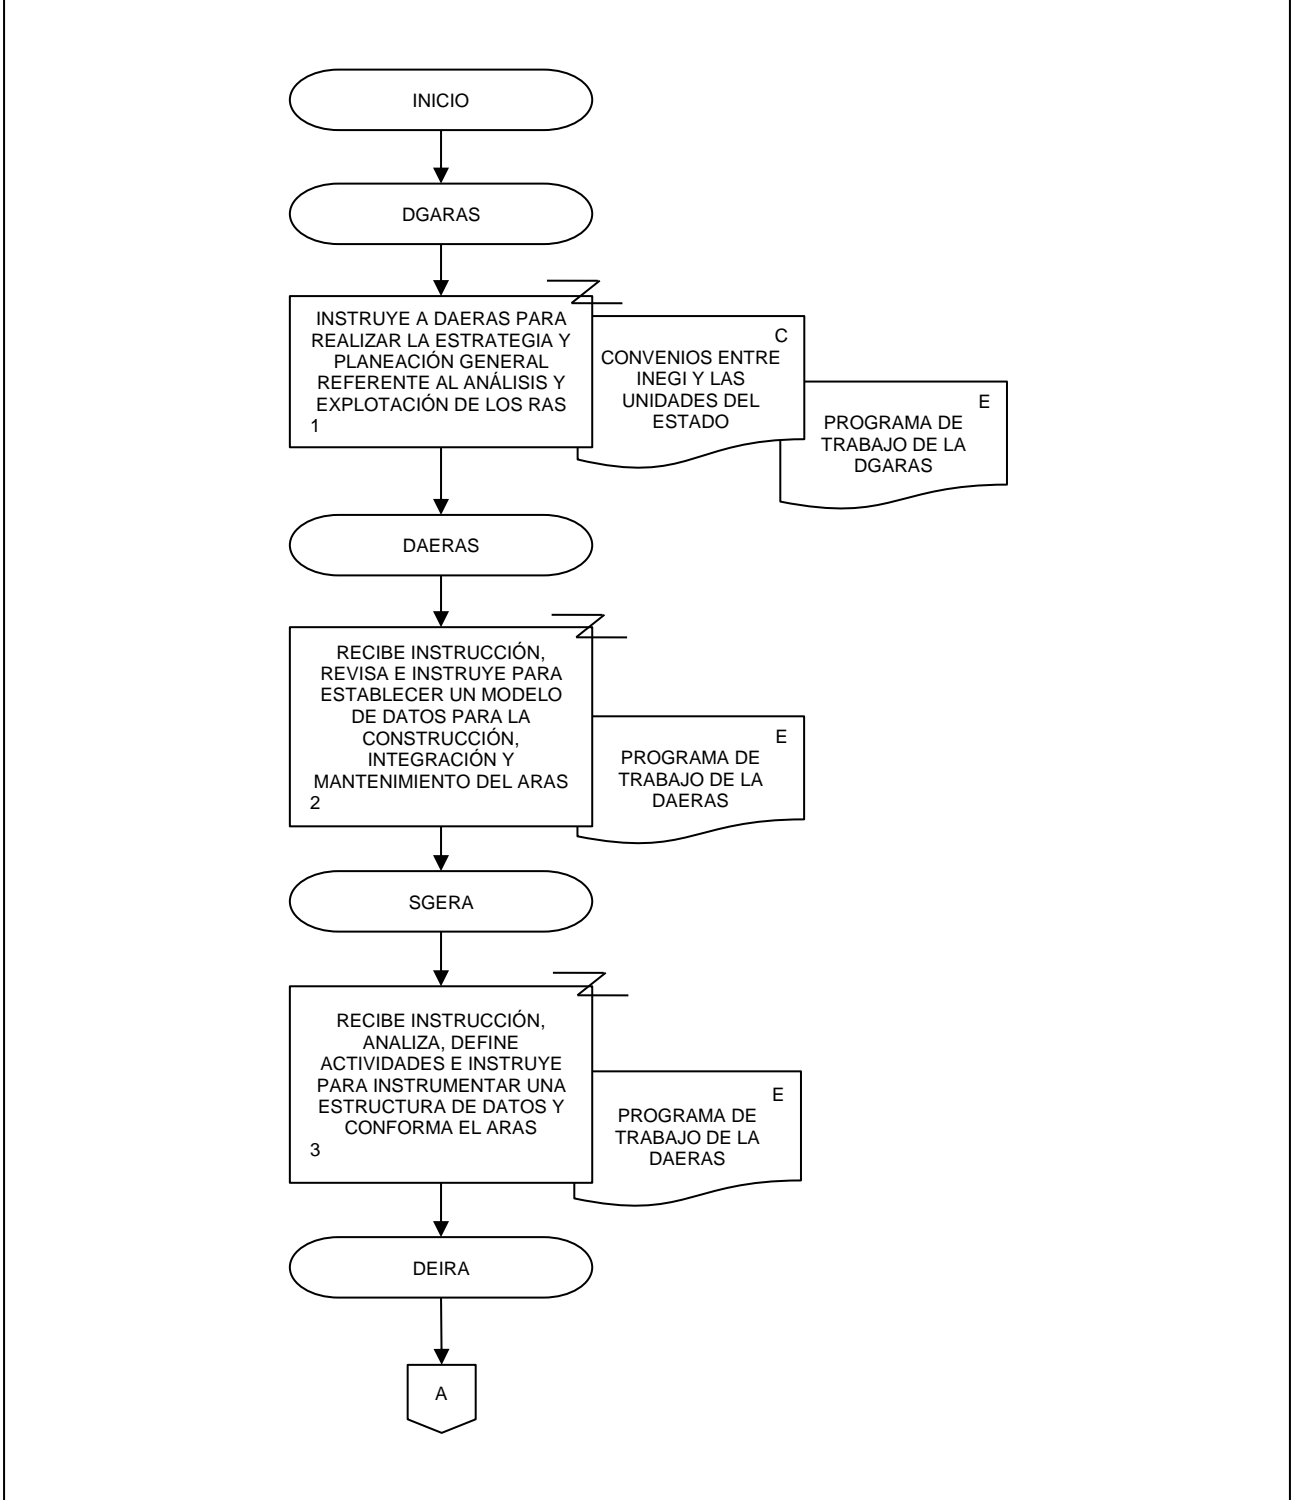 INICIO
DGARAS
INSTRUYE A DAERAS PARA
REALIZAR LA ESTRATEGIA Y
PLANEACIÓN GENERAL
REFERENTE AL ANÁLISIS Y
EXPLOTACIÓN DE LOS RAS
1
C
CONVENIOS ENTRE
INEGI Y LAS
UNIDADES DEL
ESTADO
E
PROGRAMA DE
TRABAJO DE LA
DGARAS
DAERAS
RECIBE INSTRUCCIÓN,
REVISA E INSTRUYE PARA
ESTABLECER UN MODELO
DE DATOS PARA LA
CONSTRUCCIÓN,
INTEGRACIÓN Y
MANTENIMIENTO DEL ARAS
2
E
PROGRAMA DE
TRABAJO DE LA
DAERAS
SGERA
RECIBE INSTRUCCIÓN,
ANALIZA, DEFINE
ACTIVIDADES E INSTRUYE
PARA INSTRUMENTAR UNA
ESTRUCTURA DE DATOS Y
CONFORMA EL ARAS
3
E
PROGRAMA DE
TRABAJO DE LA
DAERAS
DEIRA
A